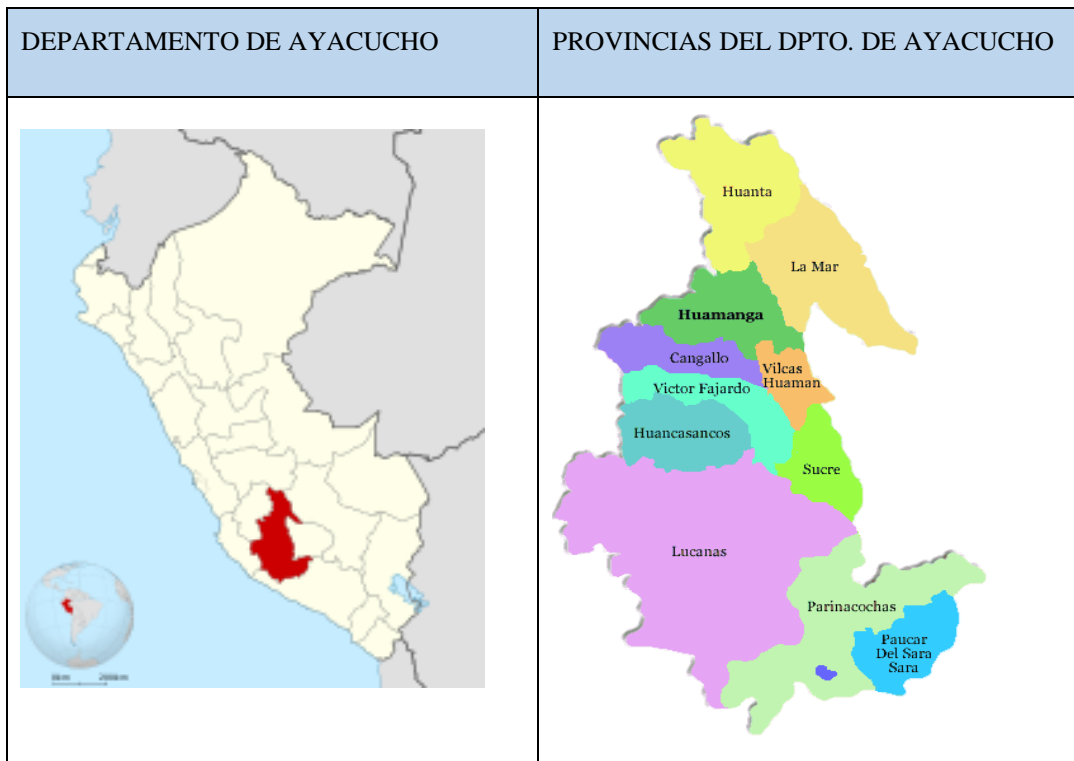 DEPARTAMENTO DE AYACUCHO
PROVINCIAS DEL DPTO. DE AYACUCHO
Huanta
La Mar
Huamanga
Cangallo
Vilcas
Huaman
Victor Fajardo
Huancasancos
Sucre
Lucanas
Parinacochas
Paucar
Del Sara
Sara